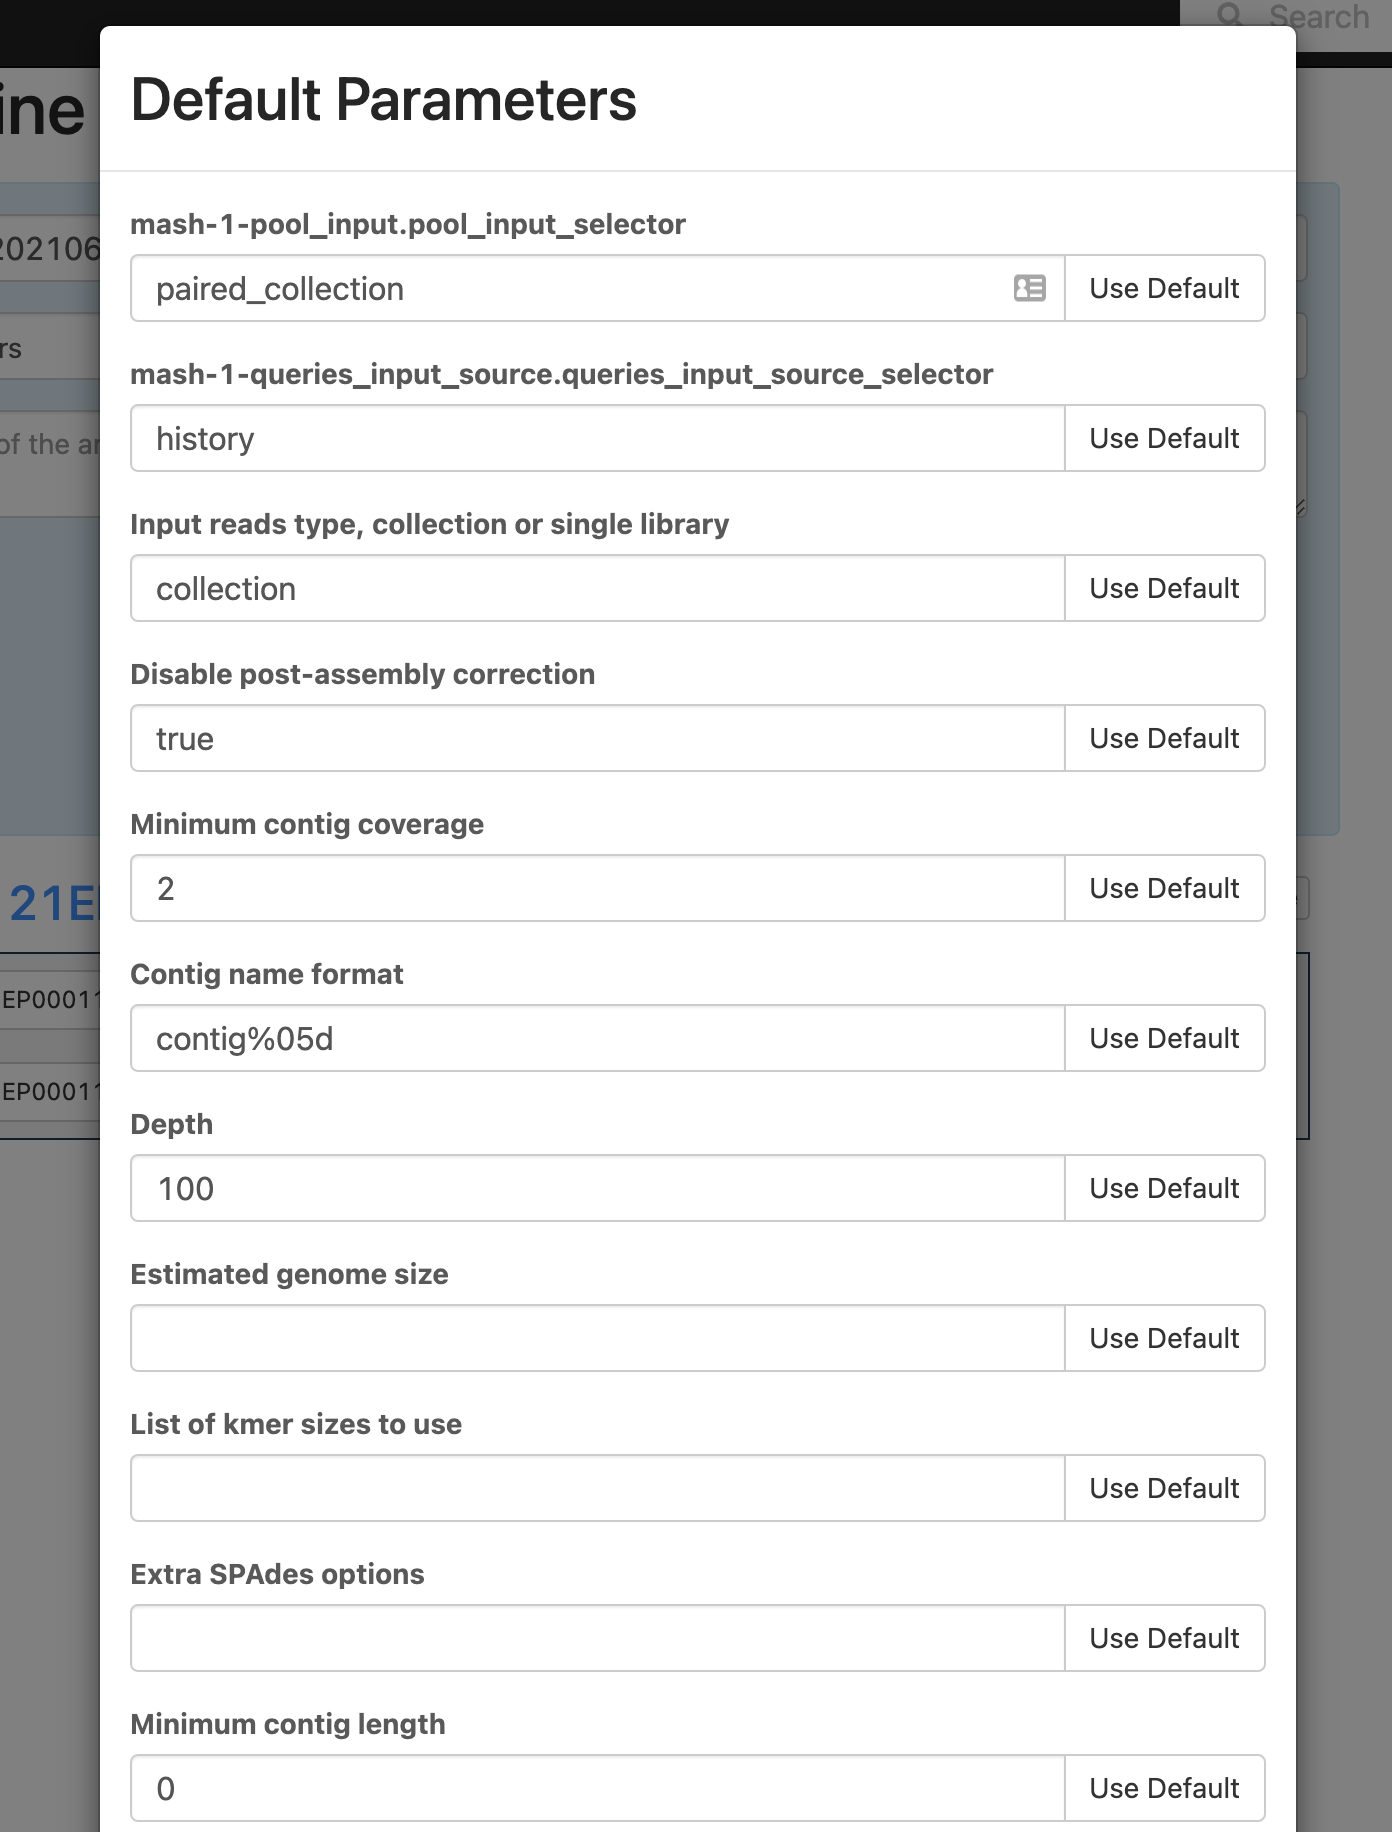 Search
ine
Default Parameters
mash-1-pool_input.pool_input_selector
202106
paired_collection
Use Default
rs
mash-1-queries_input_source.queries_input_source_selector
of the ar
history
Use Default
Input reads type, collection or single library
collection
Use Default
Disable post-assembly correction
true
Use Default
Minimum contig coverage
21E
2
Use Default
Contig name format
EP00011
contig%05d
Use Default
EP00011
Depth
100
Use Default
Estimated genome size
Use Default
List of kmer sizes to use
Use Default
Extra SPAdes options
Use Default
Minimum contig length
0
Use Default